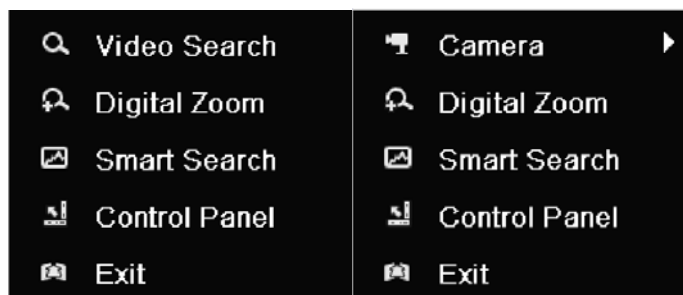 Video Search
Digital Zoom
Smart Search
Control Panel
Exit
Camera
Digital Zoom
Smart Search
Control Panel
Exit